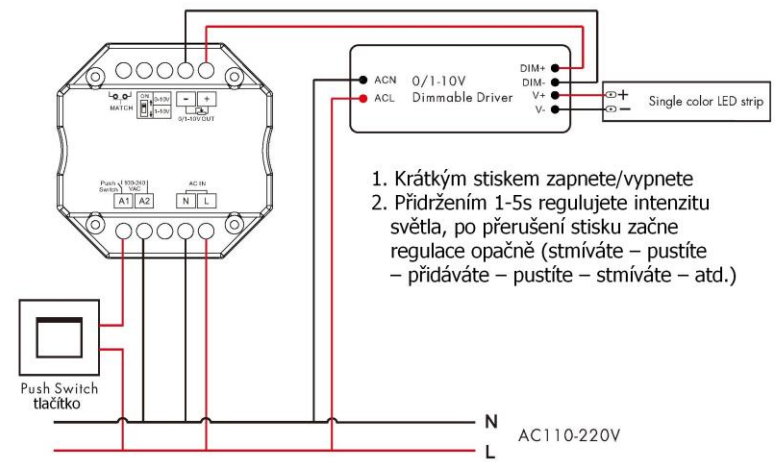 MATCH
ON
0-10V
1-10V
- +
0/1-10V OUT
Push Switch
100-240 VAC
AC IN
A1 A2 N L
ACN
ACL
0/1-10V
Dimmable Driver
DIM+
DIM-
V+
V-
+
-
Single color LED strip
1. Krátkým stiskem zapnete/vypnete
2. Přidržením 1-5s regulujete intenzitu
světla, po přerušení stisku začne
regulace opačně (stmíváte – pustíte
– přidáváte – pustíte – stmíváte – atd.)
Push Switch
tlačítko
N
L
AC110-220V